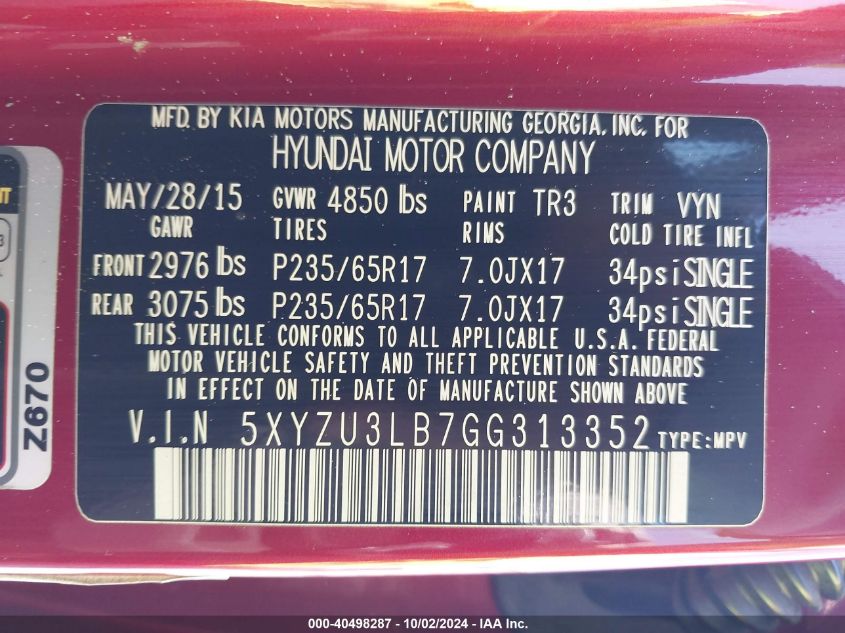 MFD. BY KIA MOTORS MANUFACTURING GEORGIA, INC. FOR
HYUNDAI MOTOR COMPANY
MAY/28/15 GVWR 4850 lbs PAINT TR3 TRIM VYN
GAWR TIRES RIMS COLD TIRE INFL
FRONT 2976 lbs P235/65R17 7.0JX17 34psi SINGLE
REAR 3075 lbs P235/65R17 7.0JX17 34psi SINGLE
THIS VEHICLE CONFORMS TO ALL APPLICABLE U.S.A. FEDERAL
MOTOR VEHICLE SAFETY AND THEFT PREVENTION STANDARDS
IN EFFECT ON THE DATE OF MANUFACTURE SHOWN ABOVE
V.I.N 5XYZU3LB7GG313352 TYPE:MPV
Z670
000-40498287 - 10/02/2024 - IAA Inc.